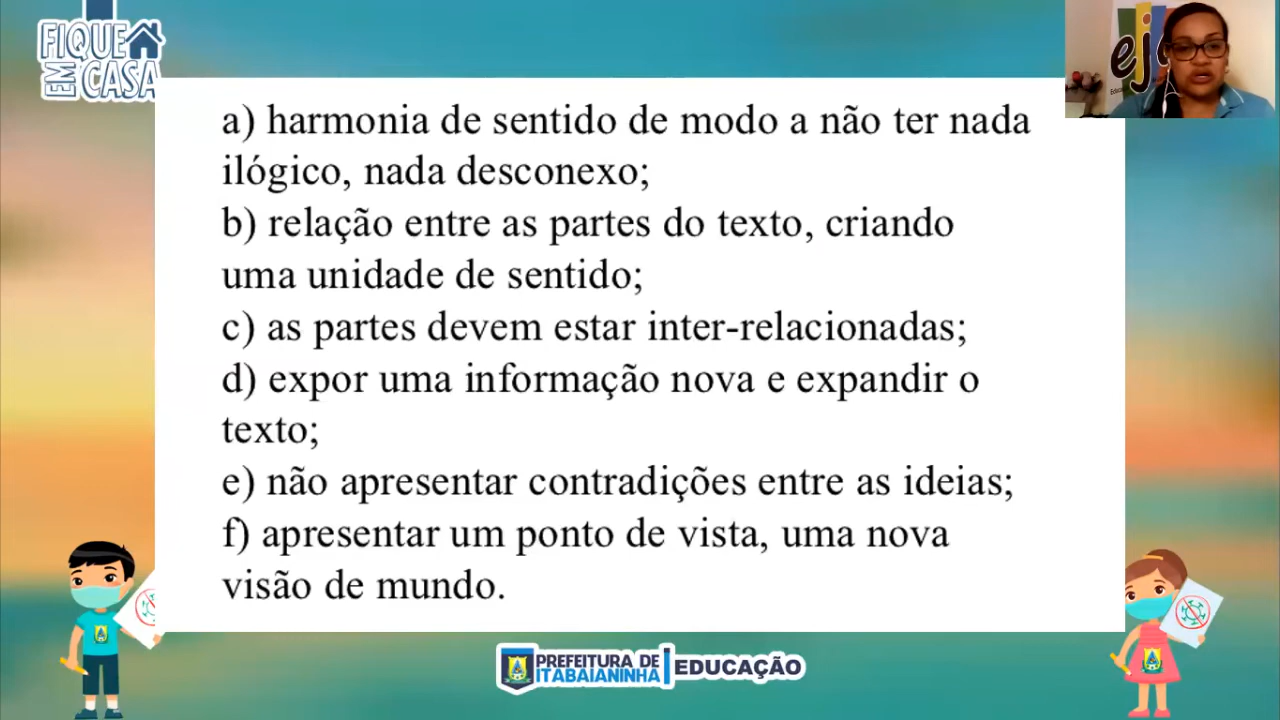 FIQUE
EM CASA
eja
a) harmonia de sentido de modo a não ter nada
ilógico, nada desconexo;
b) relação entre as partes do texto, criando
uma unidade de sentido;
c) as partes devem estar inter-relacionadas;
d) expor uma informação nova e expandir o
texto;
e) não apresentar contradições entre as ideias;
f) apresentar um ponto de vista, uma nova
visão de mundo.
PREFEITURA DE
ITABAIANINHA
EDUCAÇÃO